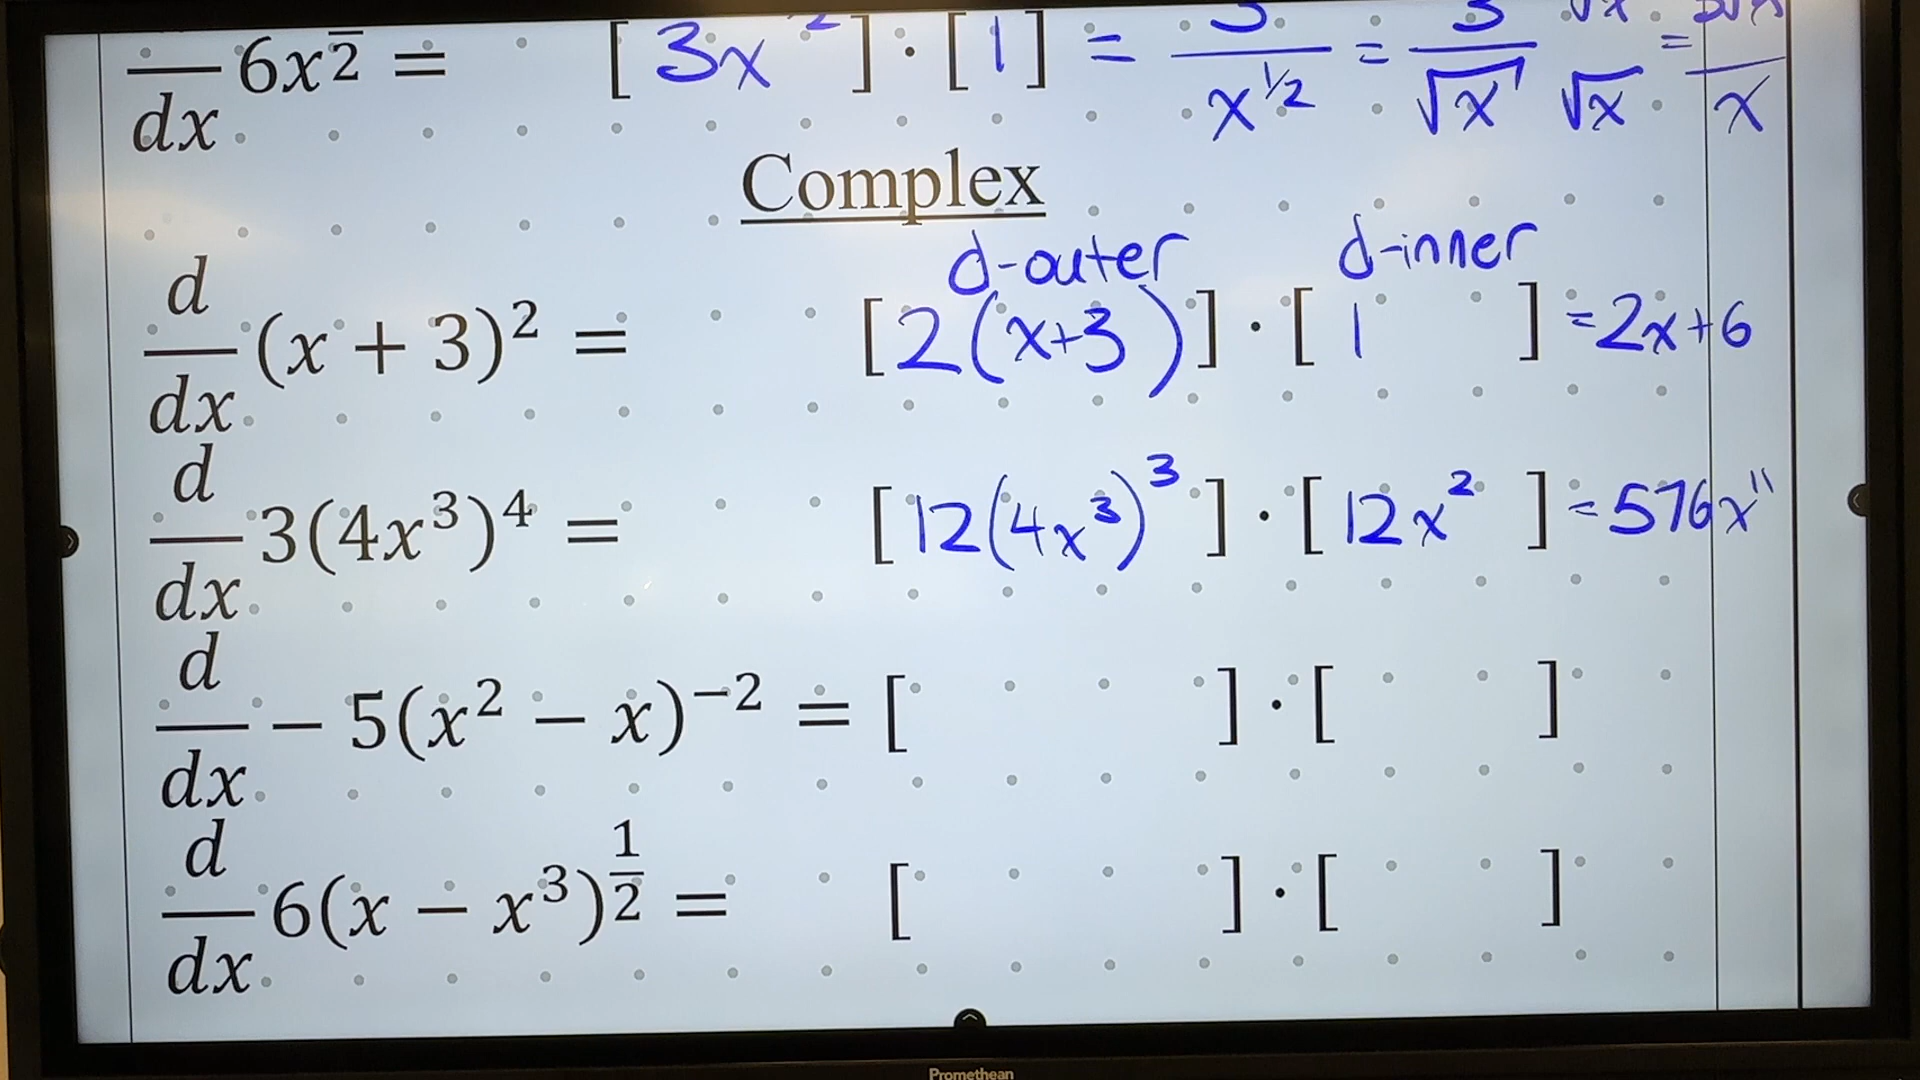 d/dx 6x^(1/2) = [3x^(-1/2)]·[1] = 3/x^(1/2) = 3/√x √x/√x = 3√x/x
Complex
d-outer d-inner
d/dx (x + 3)² = [2(x+3)]·[1] = 2x+6
d/dx 3(4x³)⁴ = [12(4x³)³]·[12x²] = 576x¹¹
d/dx − 5(x² − x)⁻² = [ ]·[ ]
d/dx 6(x − x³)^(1/2) = [ ]·[ ]
Promethean